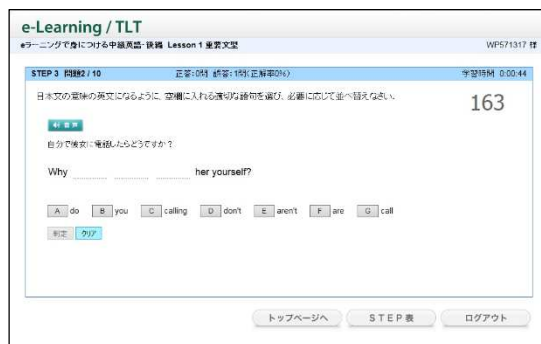 e-Learning / TLT
eラーニングで身につける中級英語-後編 Lesson 1 重要文型
WP571317 様
STEP 3 問題2 / 10 正答:0問 誤答:1問(正解率0%) 学習時間 0:00:44
日本文の意味の英文になるように、空欄に入れる適切な語句を選び、必要に応じて並べ替えなさい。
163
音声
自分で彼女に電話したらどうですか？
Why ............ ............ ............ her yourself?
A do B you C calling D don't E aren't F are G call
判定 クリア
トップページへ STEP表 ログアウト